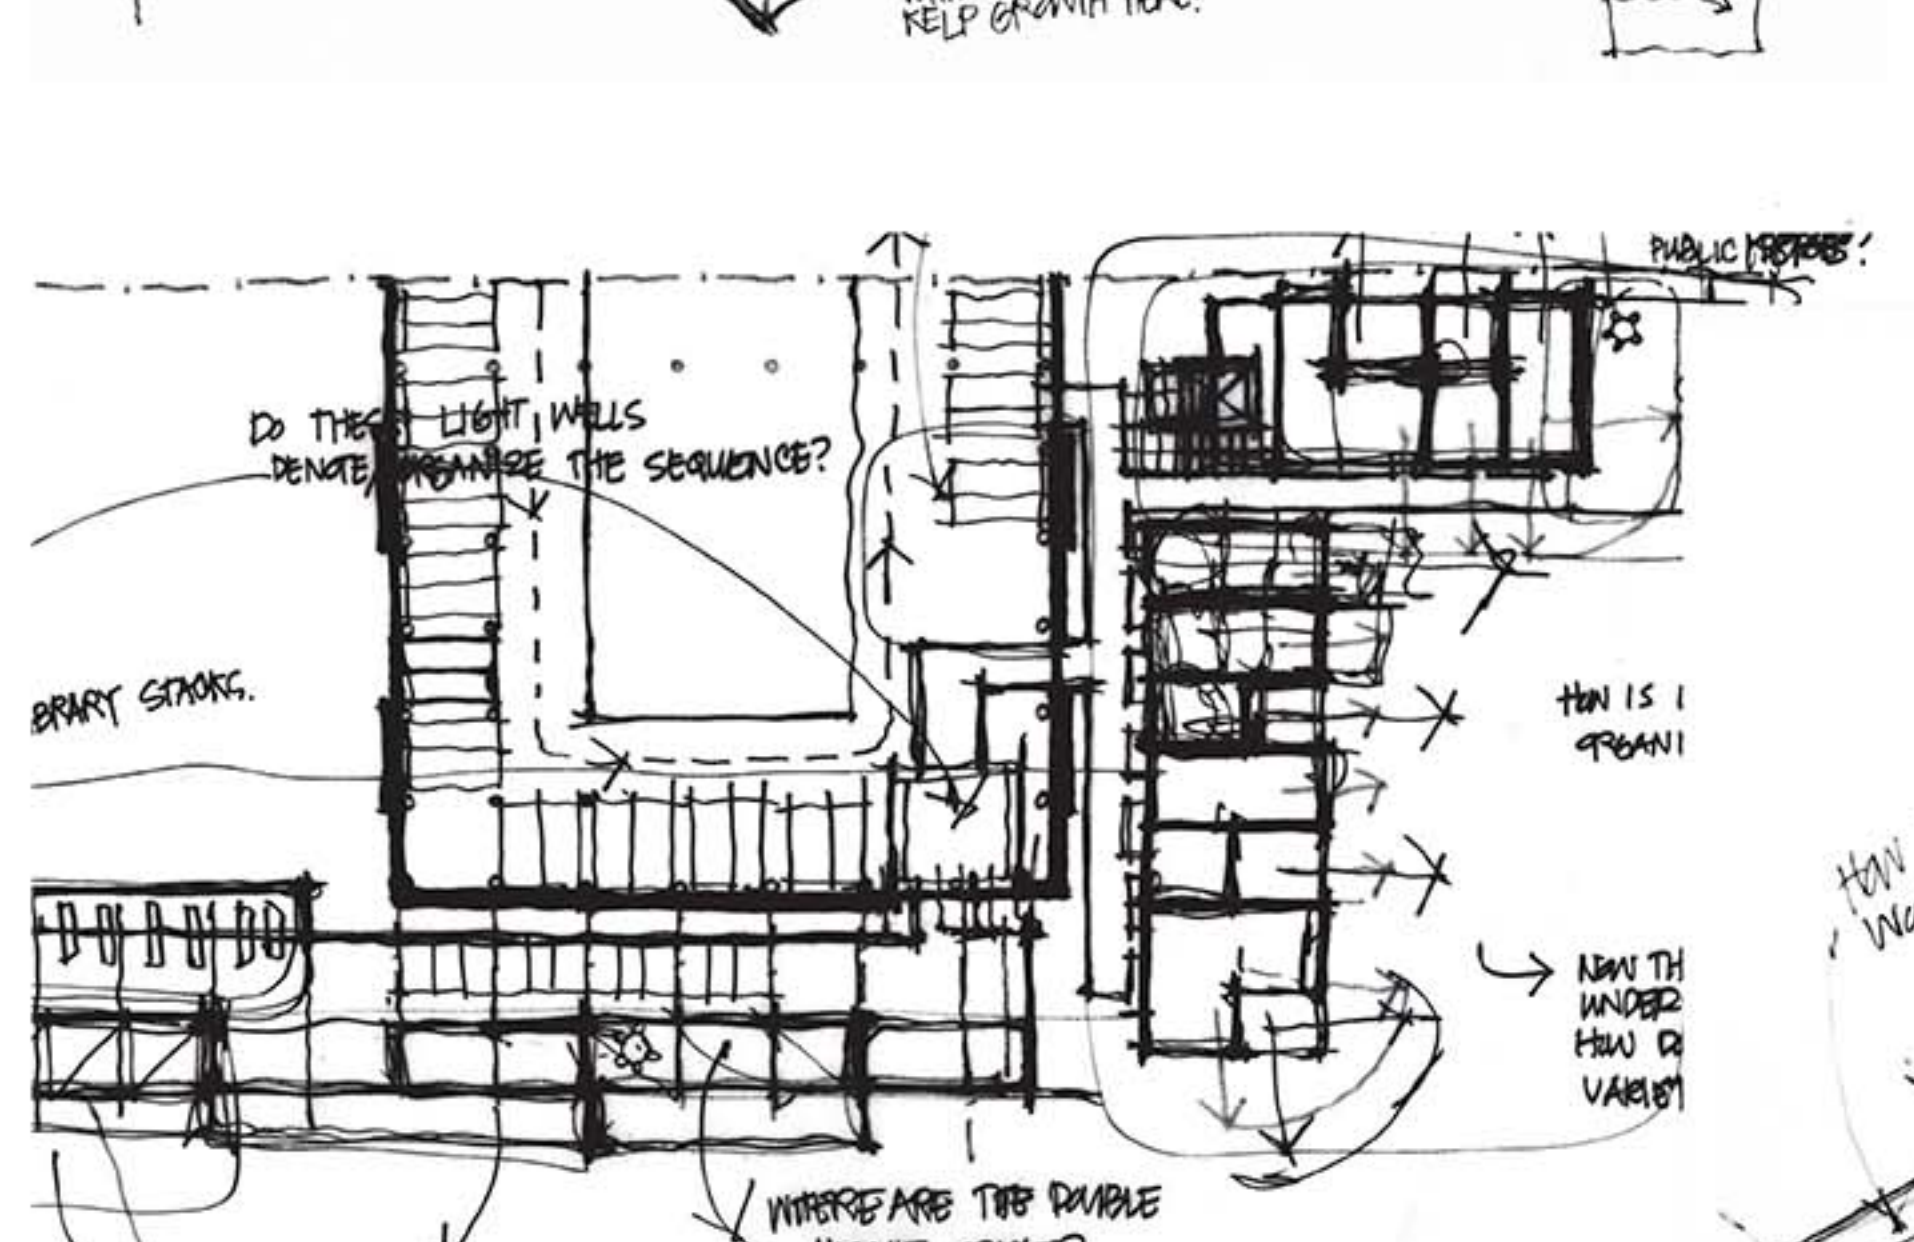 KELP GROWTH HERE.
PUBLIC
DO THESE LIGHT WELLS
DENOTE/ORGANIZE THE SEQUENCE?
BRARY STACKS.
HOW IS I
ORGANI
HOW
NEW TH
UNDER
HOW D
WHERE ARE THE DOUBLE